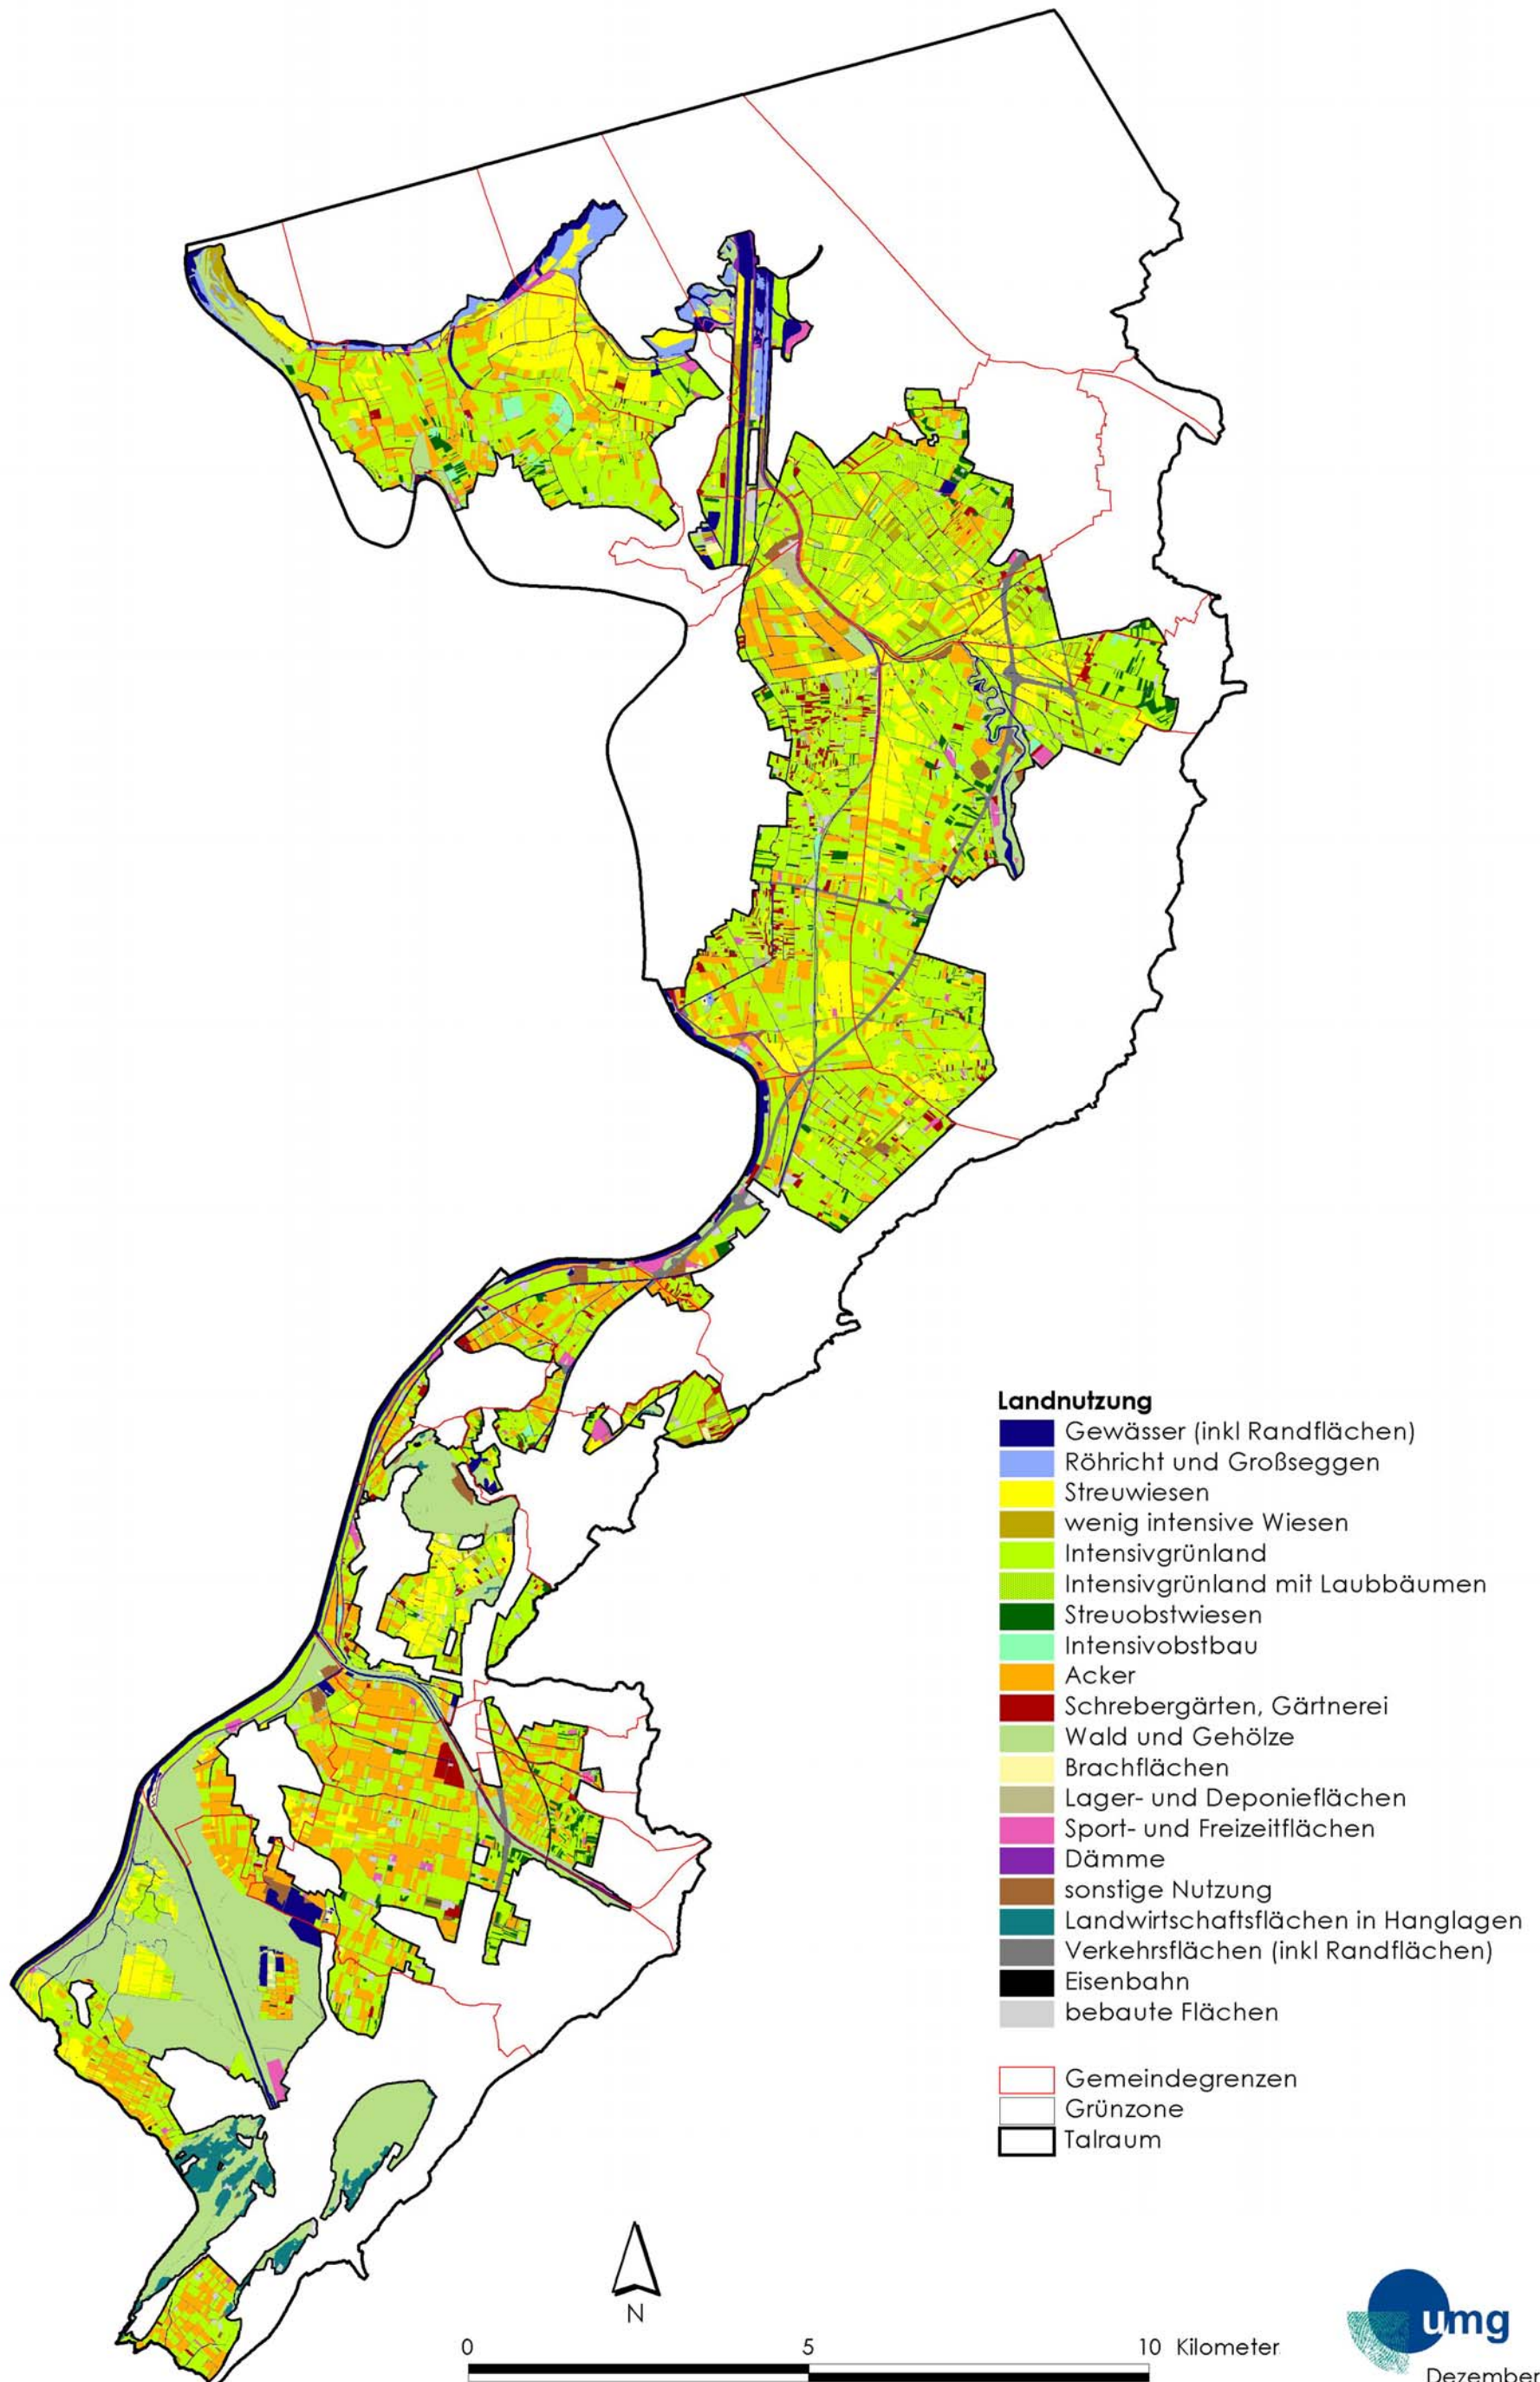 Landnutzung
Gewässer (inkl Randflächen)
Röhricht und Großseggen
Streuwiesen
wenig intensive Wiesen
Intensivgrünland
Intensivgrünland mit Laubbäumen
Streuobstwiesen
Intensivobstbau
Acker
Schrebergärten, Gärtnerei
Wald und Gehölze
Brachflächen
Lager- und Deponieflächen
Sport- und Freizeitflächen
Dämme
sonstige Nutzung
Landwirtschaftsflächen in Hanglagen
Verkehrsflächen (inkl Randflächen)
Eisenbahn
bebaute Flächen
Gemeindegrenzen
Grünzone
Talraum
N
0 5 10 Kilometer
umg
Dezember